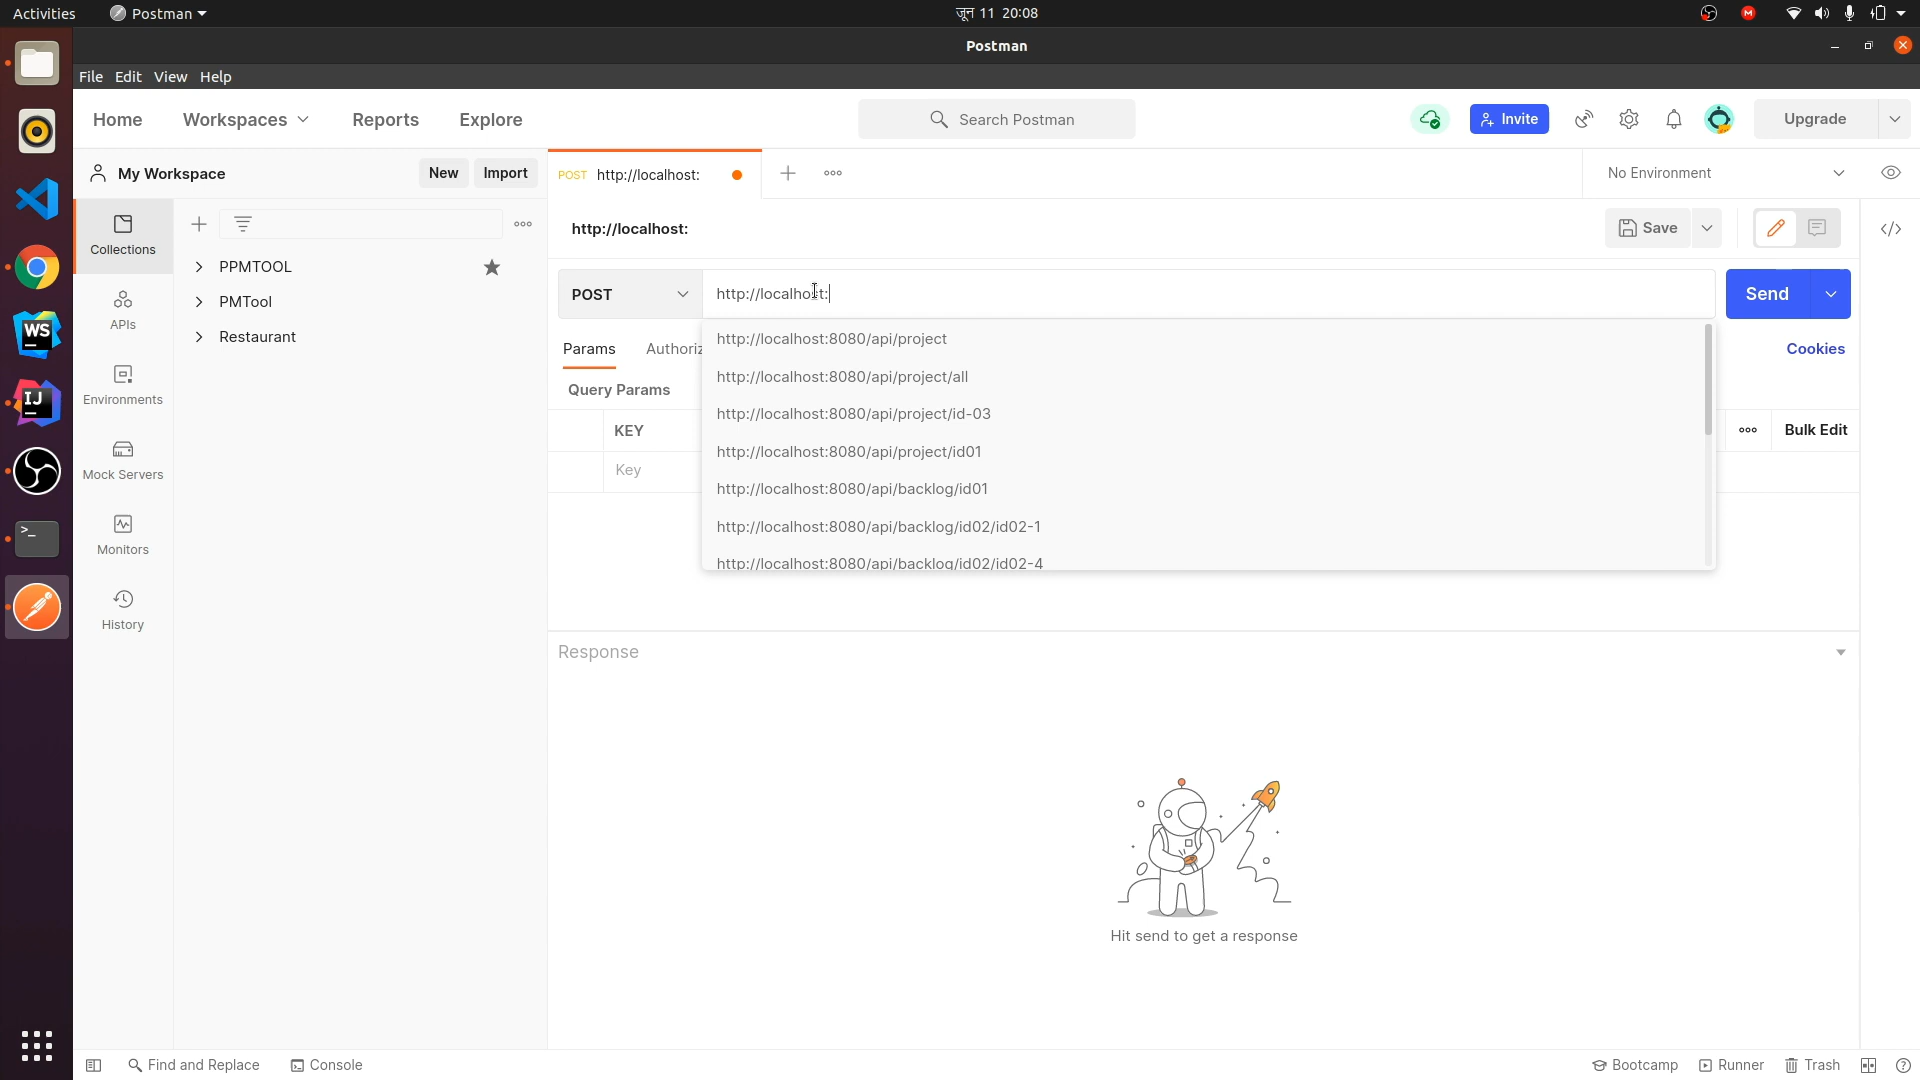 Activities Postman जून 11 20:08
Postman
File Edit View Help
Home Workspaces Reports Explore Search Postman Invite Upgrade
My Workspace New Import POST http://localhost: No Environment
Collections
http://localhost: Save
PPMTOOL
PMTool
Restaurant
APIs
Environments
Mock Servers
Monitors
History
POST http://localhost: Send
http://localhost:8080/api/project
Params Authoriz Cookies
http://localhost:8080/api/project/all
Query Params
http://localhost:8080/api/project/id-03
KEY Bulk Edit
http://localhost:8080/api/project/id01
Key
http://localhost:8080/api/backlog/id01
http://localhost:8080/api/backlog/id02/id02-1
http://localhost:8080/api/backlog/id02/id02-4
Response
Hit send to get a response
Find and Replace Console Bootcamp Runner Trash